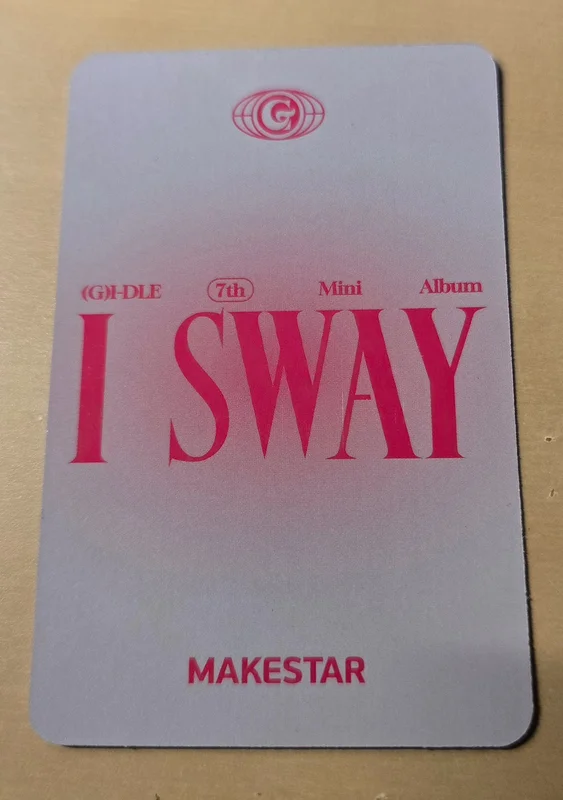 G
(G)I-DLE 7th Mini Album
I SWAY
MAKESTAR